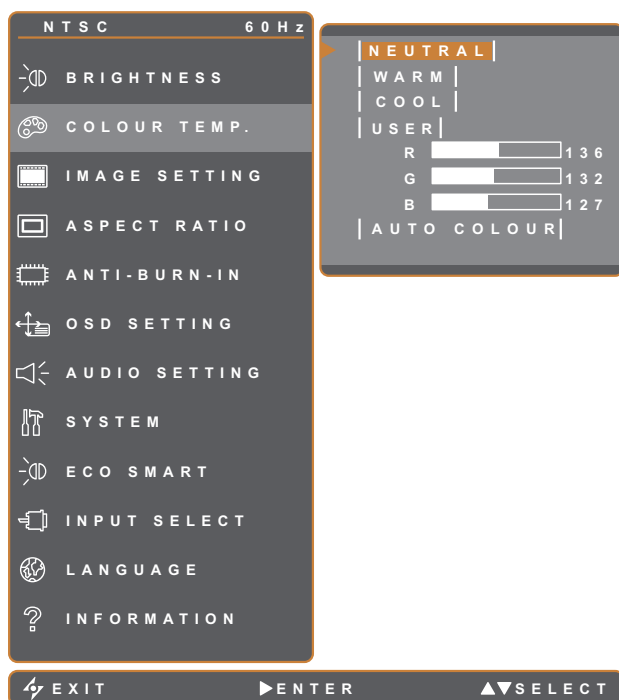 NTSC 60Hz
BRIGHTNESS
COLOUR TEMP.
IMAGE SETTING
ASPECT RATIO
ANTI-BURN-IN
OSD SETTING
AUDIO SETTING
SYSTEM
ECO SMART
INPUT SELECT
LANGUAGE
INFORMATION
NEUTRAL
WARM
COOL
USER
R 136
G 132
B 127
AUTO COLOUR
EXIT ▶ENTER ▲▼SELECT